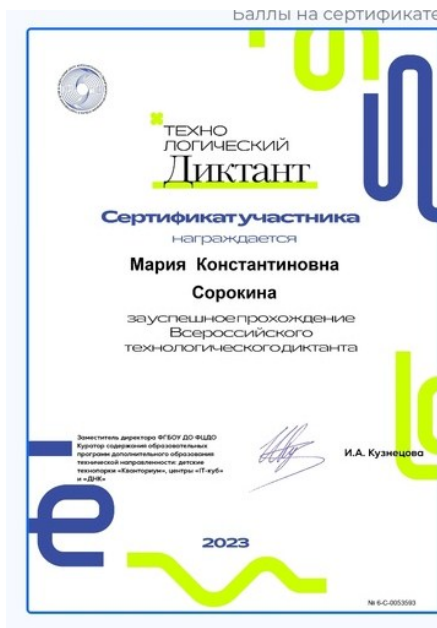 Баллы на сертификате
ТЕХНО
ЛОГИЧЕСКИЙ
Диктант
Сертификат участника
награждается
Мария Константиновна
Сорокина
за успешное прохождение
Всероссийского
технологического диктанта
Заместитель директора ФГБОУ ДО ФЦДО
Куратор содержания образовательных
программ дополнительного образования
технической направленности: детские
технопарки «Кванториум», центры «IT-куб»
и «ДНК»
И.А. Кузнецова
2023
№ 6-С-0053593